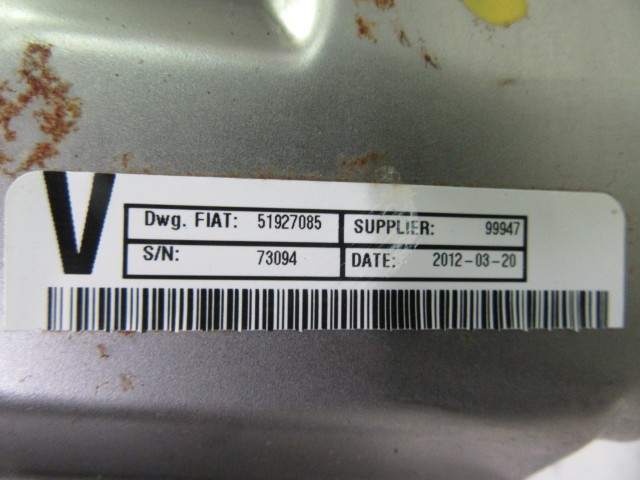 V
Dwg. FIAT: 51927085 SUPPLIER: 99947
S/N: 73094 DATE: 2012-03-20